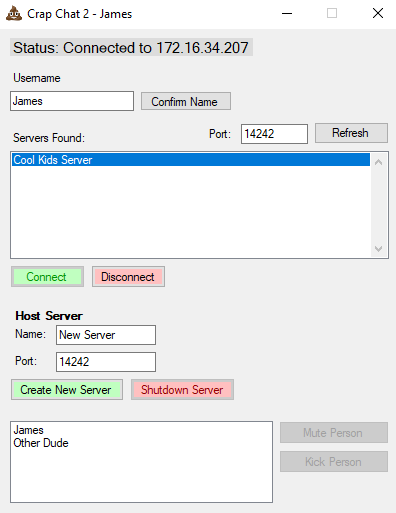 Crap Chat 2 - James
Status: Connected to 172.16.34.207
Username
James Confirm Name
Servers Found: Port: 14242 Refresh
Cool Kids Server
Connect Disconnect
Host Server
Name: New Server
Port: 14242
Create New Server Shutdown Server
James
Other Dude
Mute Person
Kick Person